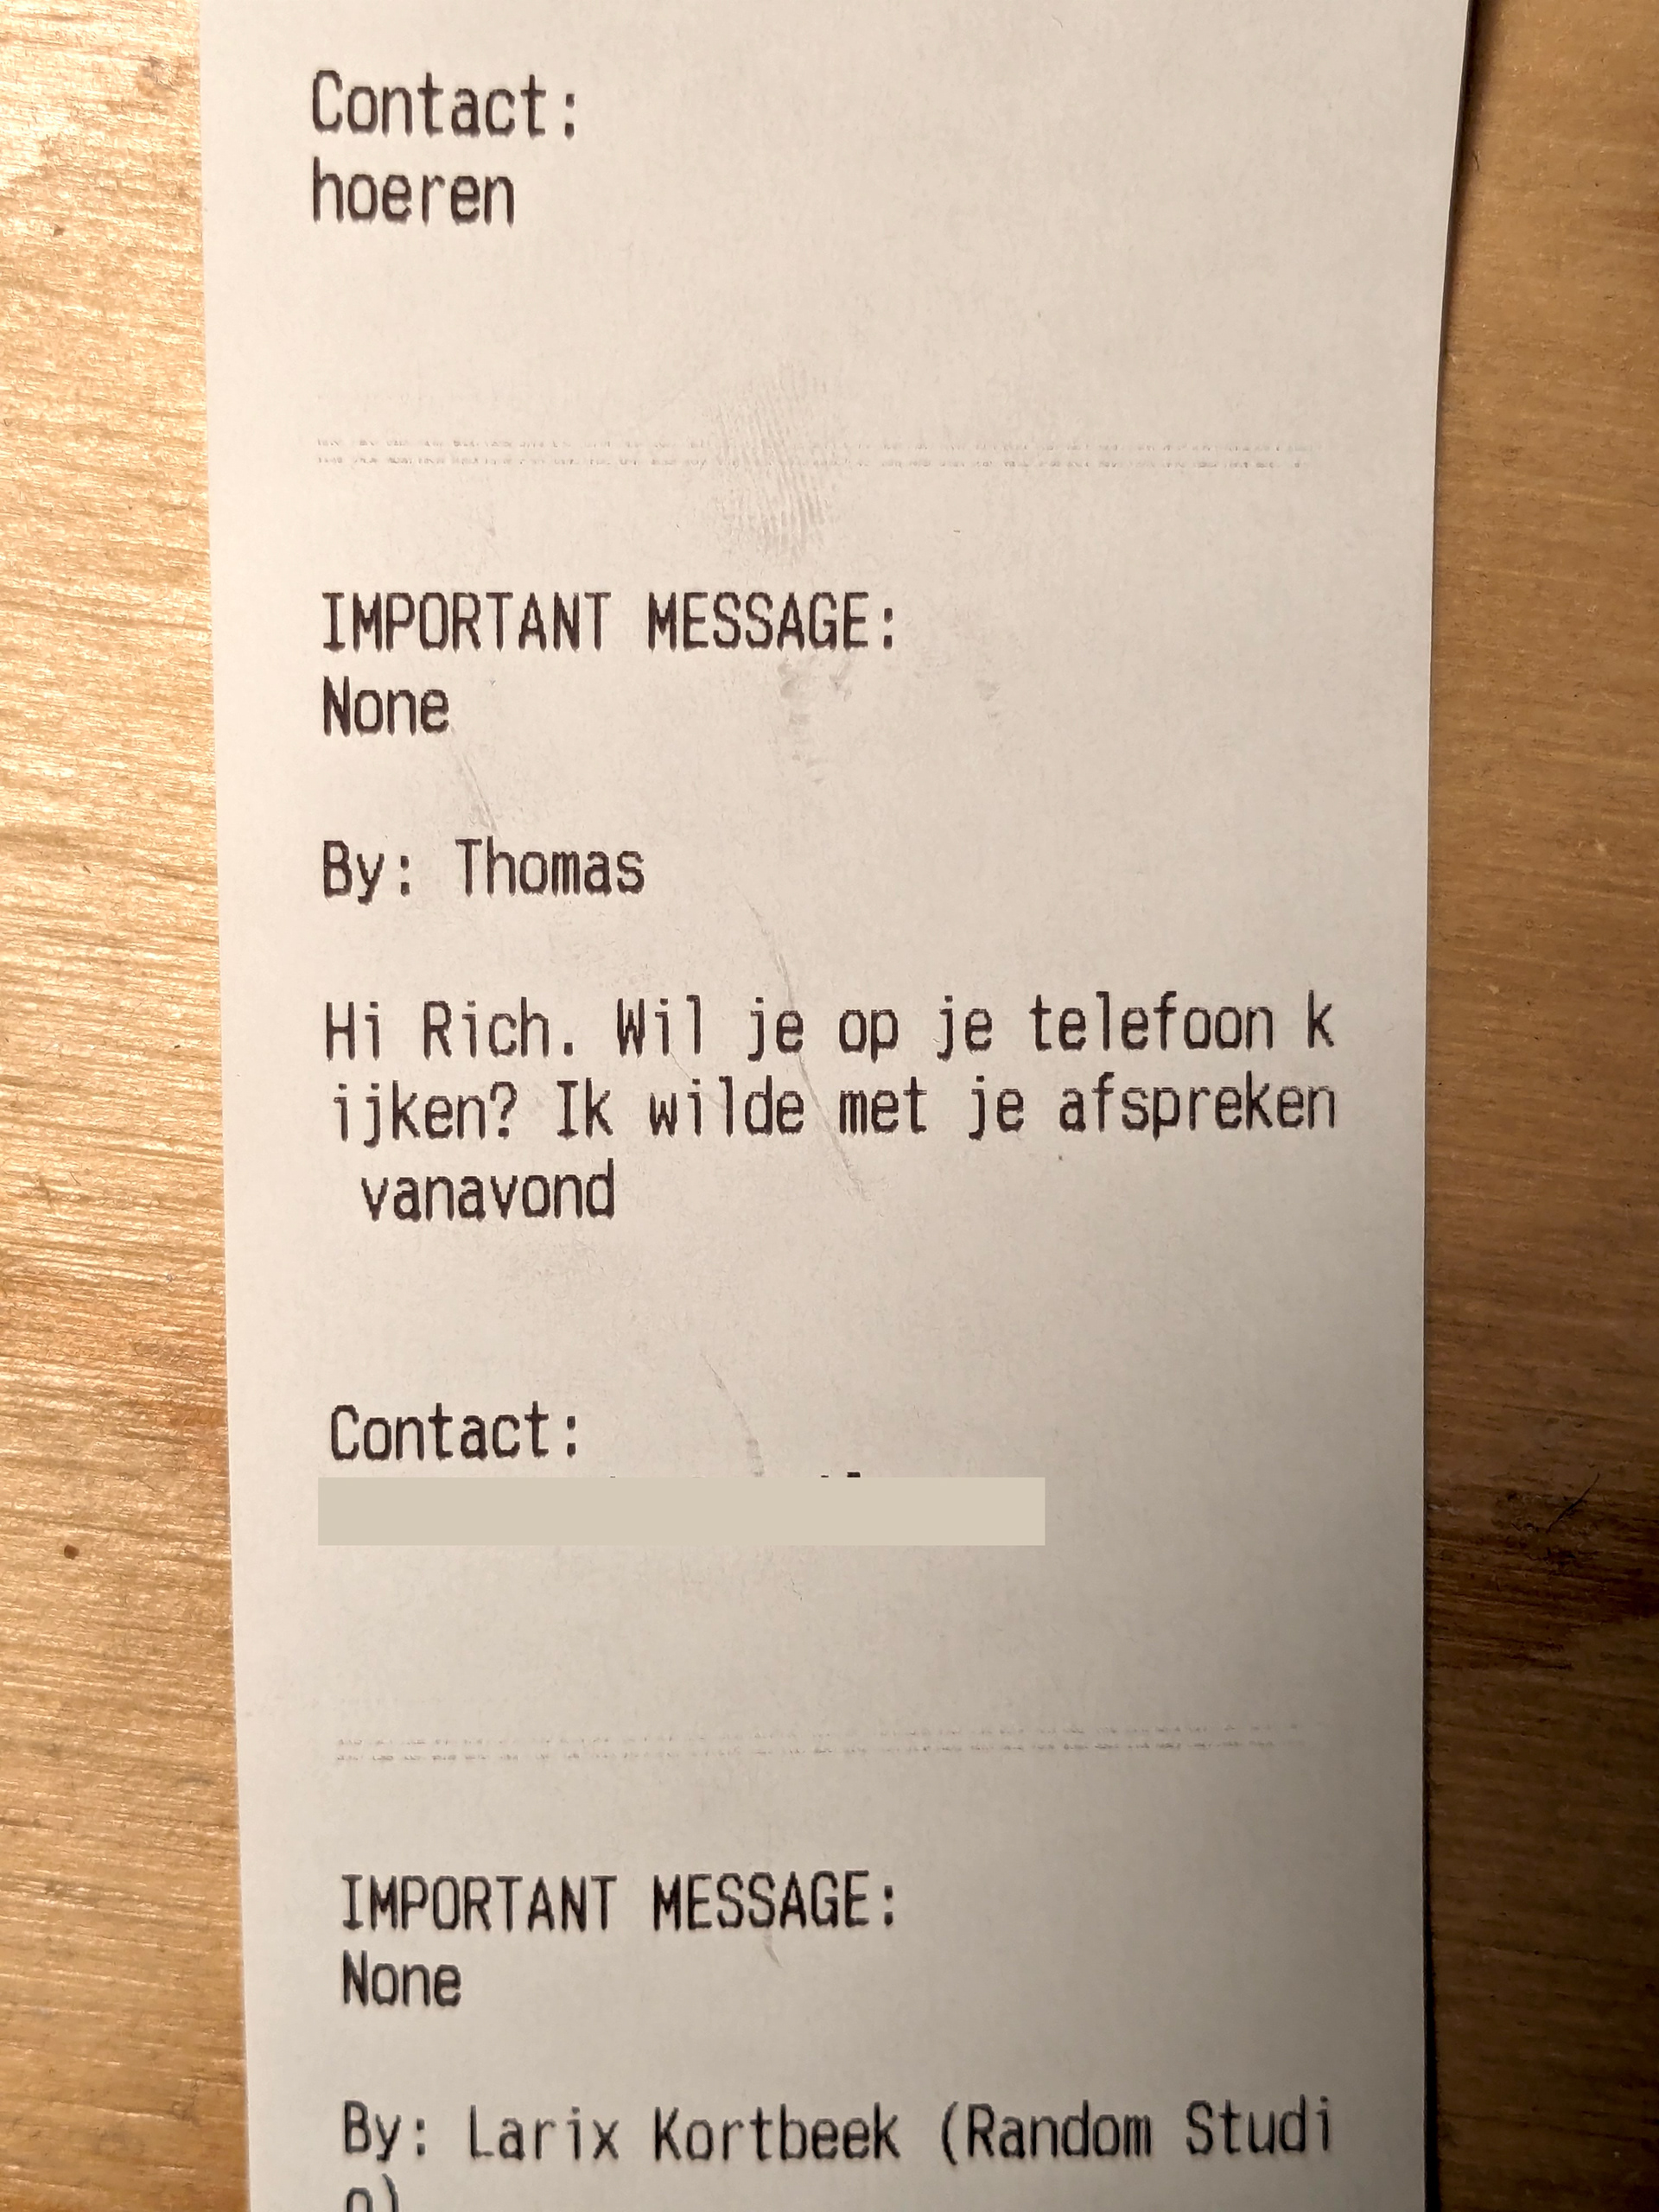 Contact:
hoeren
IMPORTANT MESSAGE:
None
By: Thomas
Hi Rich. Wil je op je telefoon k
ijken? Ik wilde met je afspreken
vanavond
Contact:
IMPORTANT MESSAGE:
None
By: Larix Kortbeek (Random Studi
o)